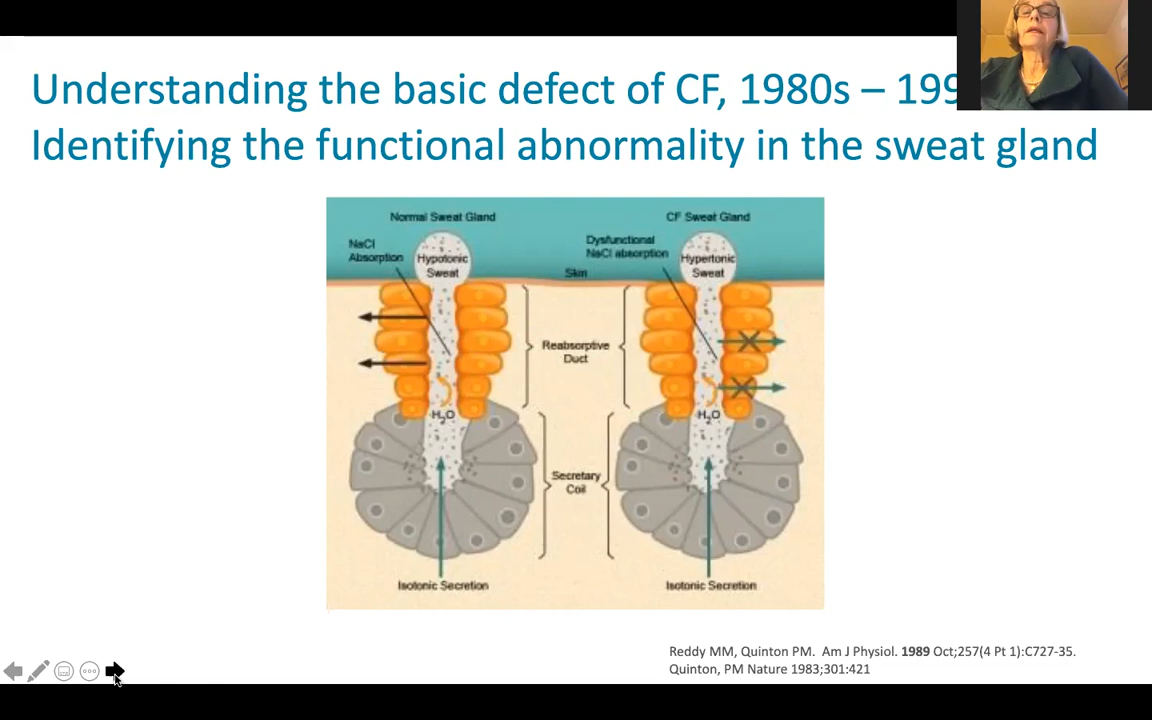 Understanding the basic defect of CF, 1980s – 199
Identifying the functional abnormality in the sweat gland
Normal Sweat Gland
CF Sweat Gland
NaCl
Absorption
Hypotonic
Sweat
Dysfunctional
NaCl absorption
Hypertonic
Sweat
Skin
Reabsorptive
Duct
H₂O
H₂O
Secretary
Coil
Isotonic Secretion
Isotonic Secretion
Reddy MM, Quinton PM. Am J Physiol. 1989 Oct;257(4 Pt 1):C727-35.
Quinton, PM Nature 1983;301:421